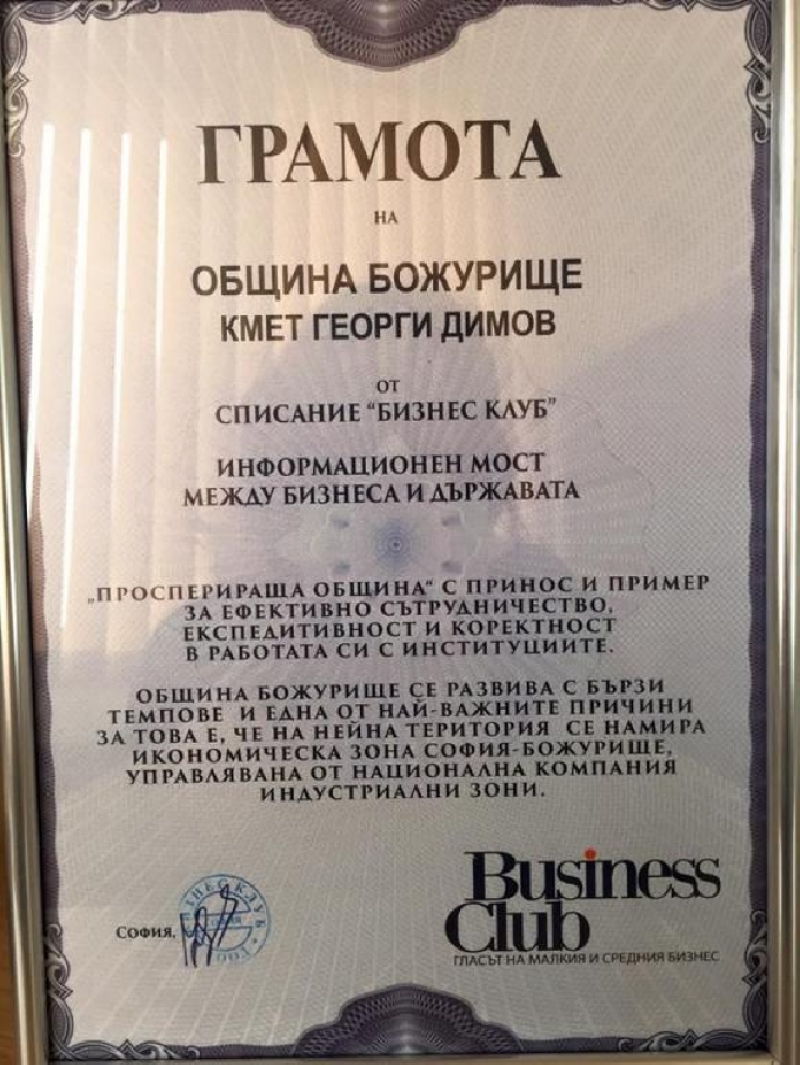 ГРАМОТА
НА
ОБЩИНА БОЖУРИЩЕ
КМЕТ ГЕОРГИ ДИМОВ
ОТ
СПИСАНИЕ “БИЗНЕС КЛУБ”
ИНФОРМАЦИОНЕН МОСТ
МЕЖДУ БИЗНЕСА И ДЪРЖАВАТА
„ПРОСПЕРИРАЩА ОБЩИНА“ С ПРИНОС И ПРИМЕР
ЗА ЕФЕКТИВНО СЪТРУДНИЧЕСТВО,
ЕКСПЕДИТИВНОСТ И КОРЕКТНОСТ
В РАБОТАТА СИ С ИНСТИТУЦИИТЕ.
ОБЩИНА БОЖУРИЩЕ СЕ РАЗВИВА С БЪРЗИ
ТЕМПОВЕ И ЕДНА ОТ НАЙ-ВАЖНИТЕ ПРИЧИНИ
ЗА ТОВА Е, ЧЕ НА НЕЙНА ТЕРИТОРИЯ СЕ НАМИРА
ИКОНОМИЧЕСКА ЗОНА СОФИЯ-БОЖУРИЩЕ,
УПРАВЛЯВАНА ОТ НАЦИОНАЛНА КОМПАНИЯ
ИНДУСТРИАЛНИ ЗОНИ.
Business
Club
ГЛАСЪТ НА МАЛКИЯ И СРЕДНИЯ БИЗНЕС
СОФИЯ,